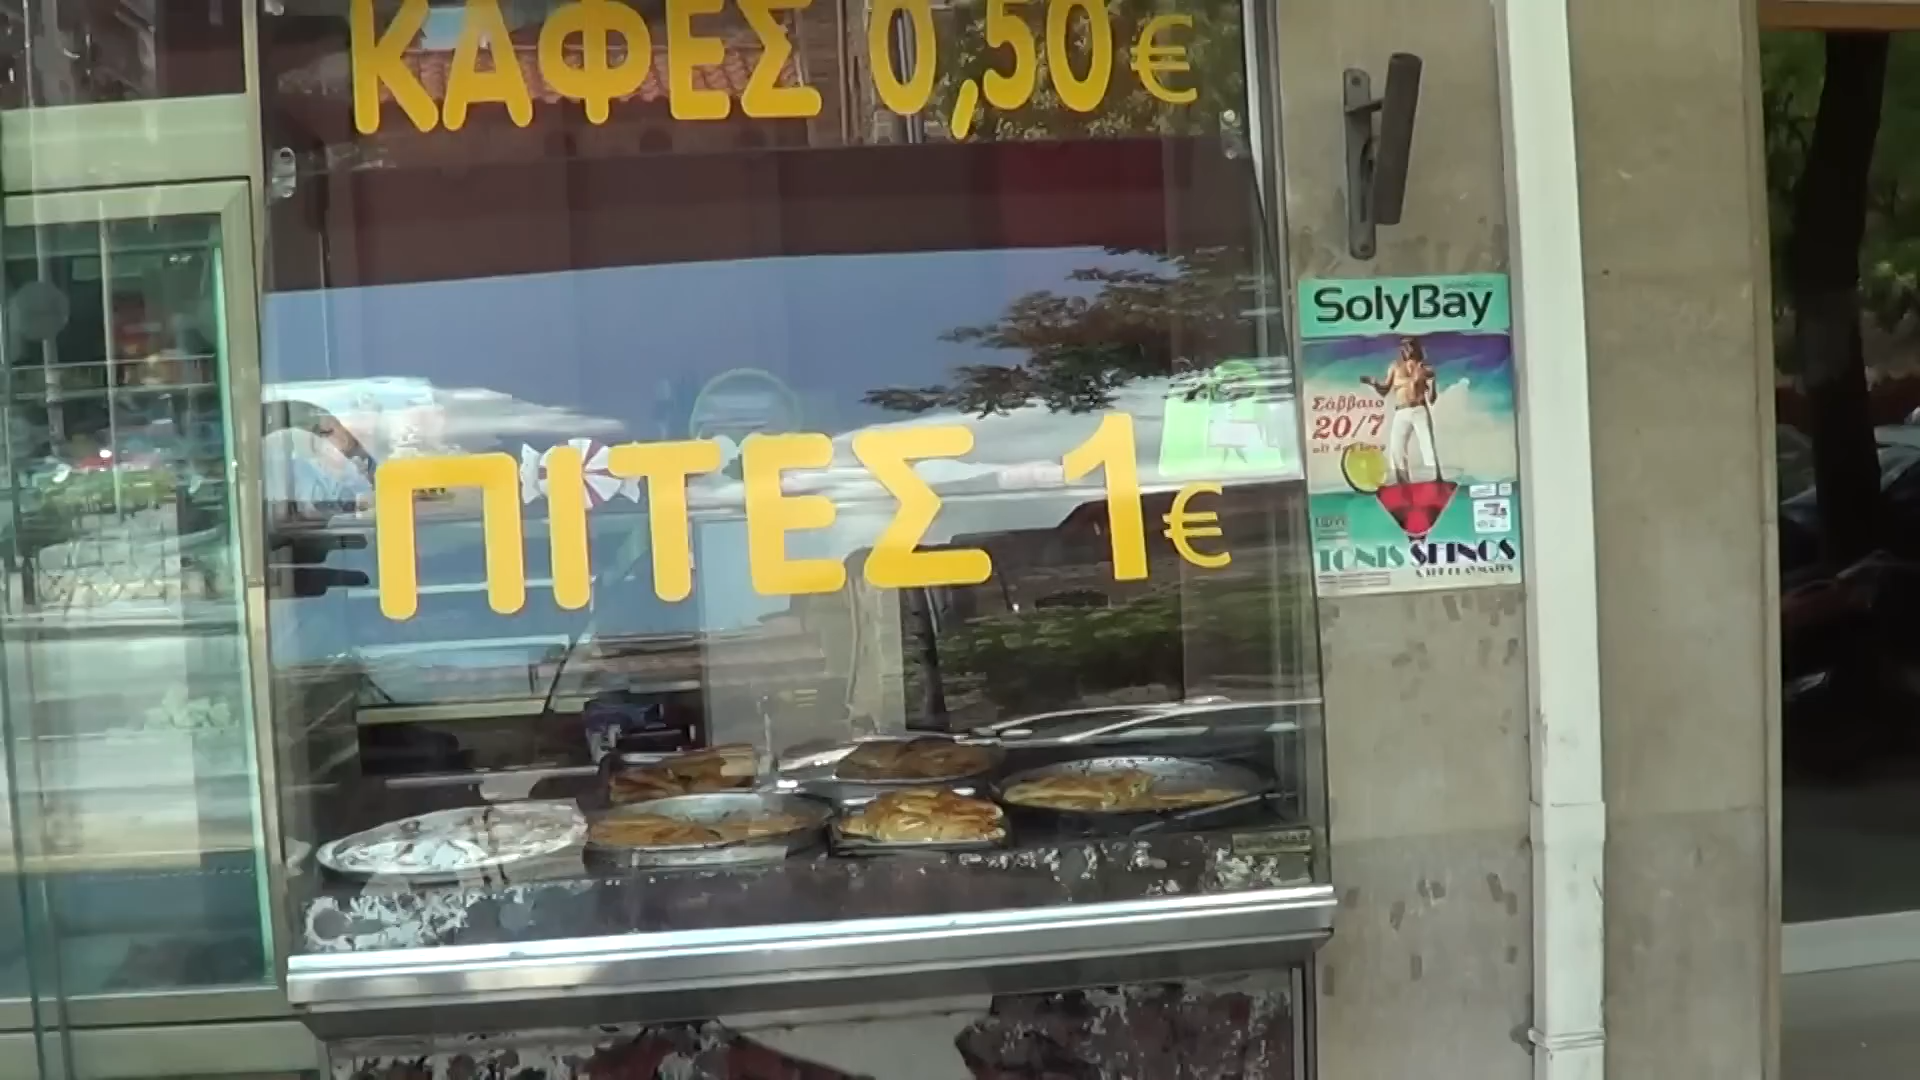 ΚΑΦΕΣ 0,50€
ΠΙΤΕΣ 1€
SolyBay
Σάββατο
20/7
TONIS SFINOS